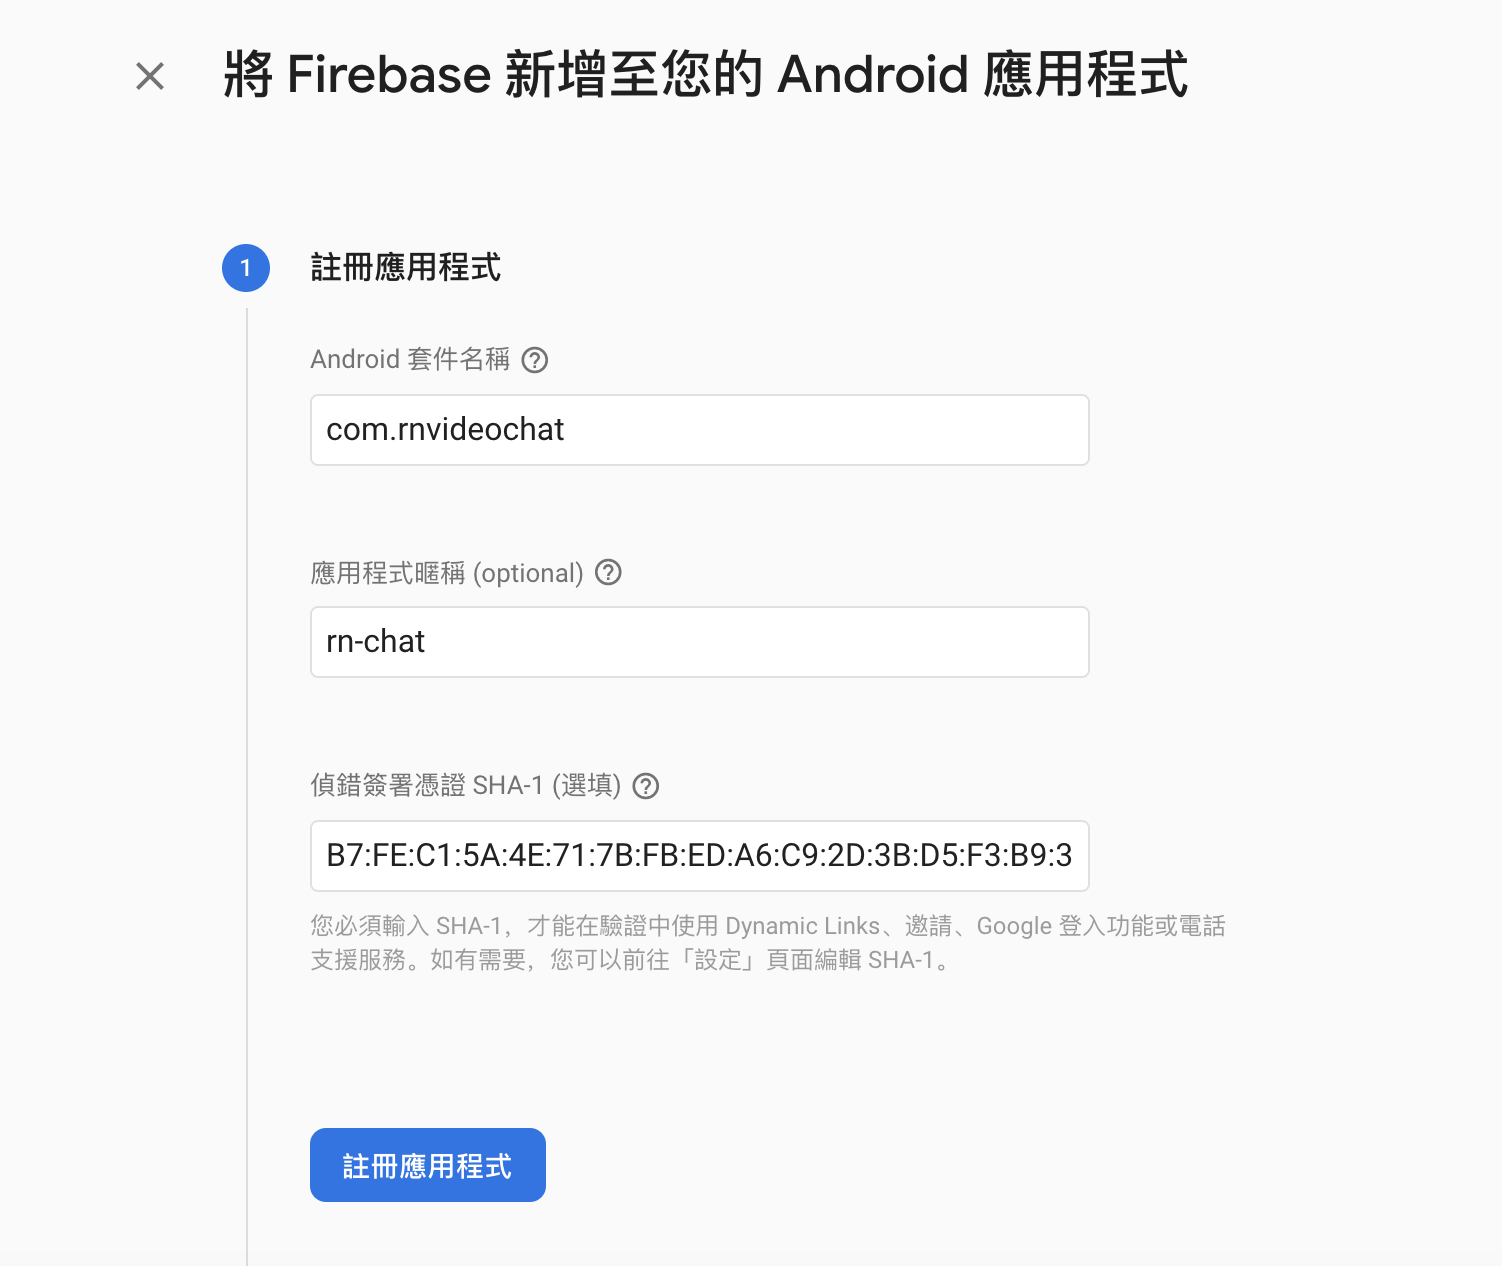 將 Firebase 新增至您的 Android 應用程式
1 註冊應用程式
Android 套件名稱 ?
com.rnvideochat
應用程式暱稱 (optional) ?
rn-chat
偵錯簽署憑證 SHA-1 (選填) ?
B7:FE:C1:5A:4E:71:7B:FB:ED:A6:C9:2D:3B:D5:F3:B9:3
您必須輸入 SHA-1，才能在驗證中使用 Dynamic Links、邀請、Google 登入功能或電話
支援服務。如有需要，您可以前往「設定」頁面編輯 SHA-1。
註冊應用程式